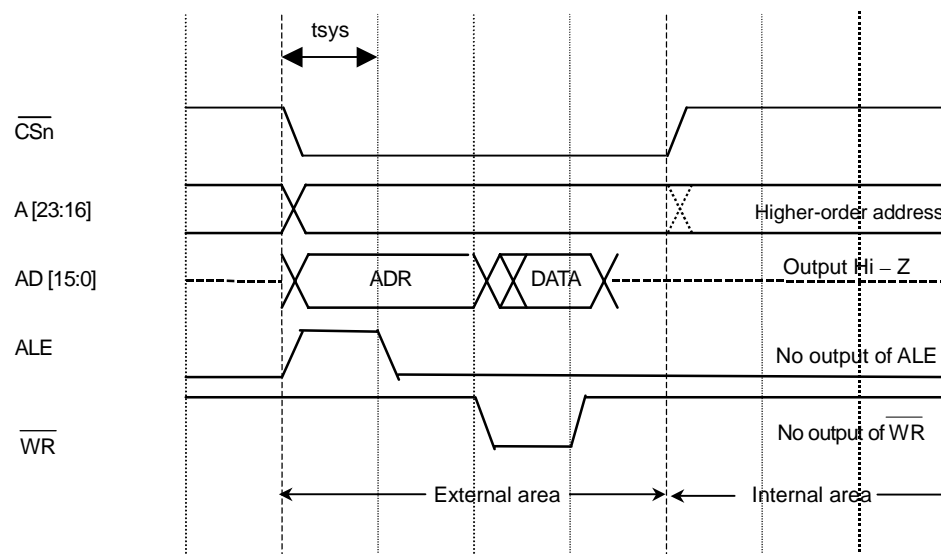 tsys
CSn
A [23:16]
Higher-order address
AD [15:0]
ADR
DATA
Output Hi – Z
ALE
No output of ALE
WR
No output of WR
External area
Internal area